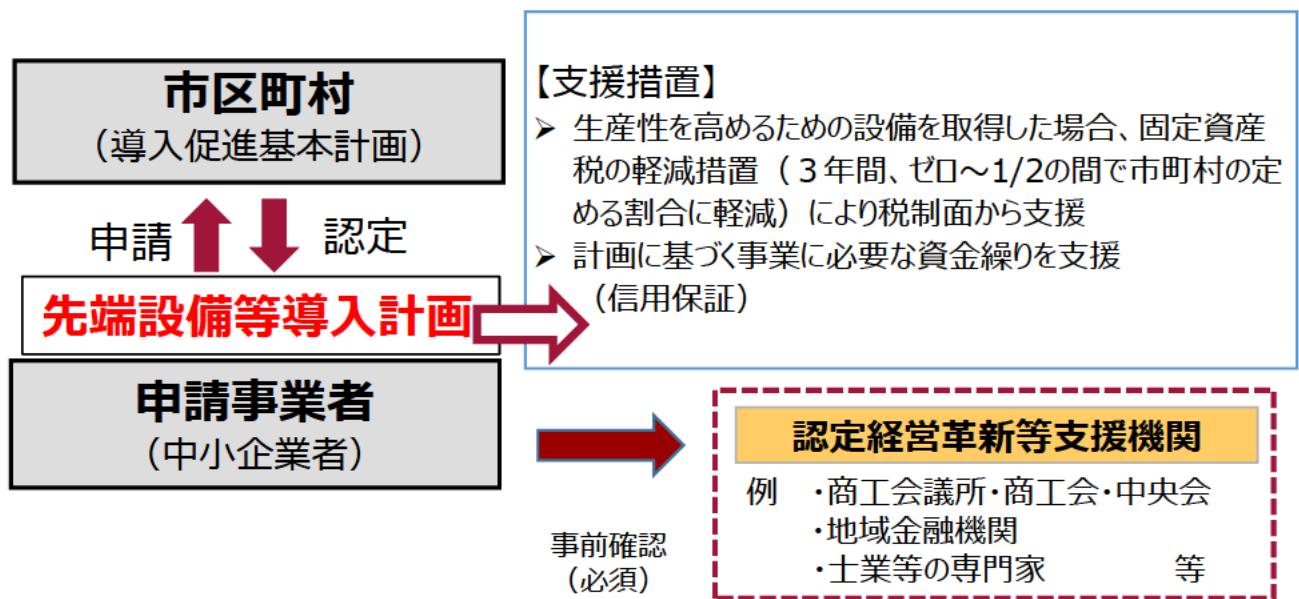 市区町村
（導入促進基本計画）
申請
認定
先端設備等導入計画
申請事業者
（中小企業者）
【支援措置】
➢ 生産性を高めるための設備を取得した場合、固定資産
税の軽減措置（３年間、ゼロ～1/2の間で市町村の定
める割合に軽減）により税制面から支援
➢ 計画に基づく事業に必要な資金繰りを支援
（信用保証）
事前確認
（必須）
認定経営革新等支援機関
例　・商工会議所・商工会・中央会
・地域金融機関
・士業等の専門家　　　　等